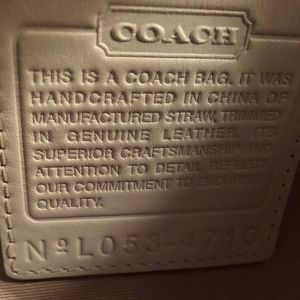 COACH
THIS IS A COACH BAG. IT WAS
HANDCRAFTED IN CHINA OF
MANUFACTURED STRAW, TRIMMED
IN GENUINE LEATHER. ITS
SUPERIOR CRAFTSMANSHIP AND
ATTENTION TO DETAIL REFLECT
OUR COMMITMENT TO ENDURING
QUALITY.
Nº L053-4710